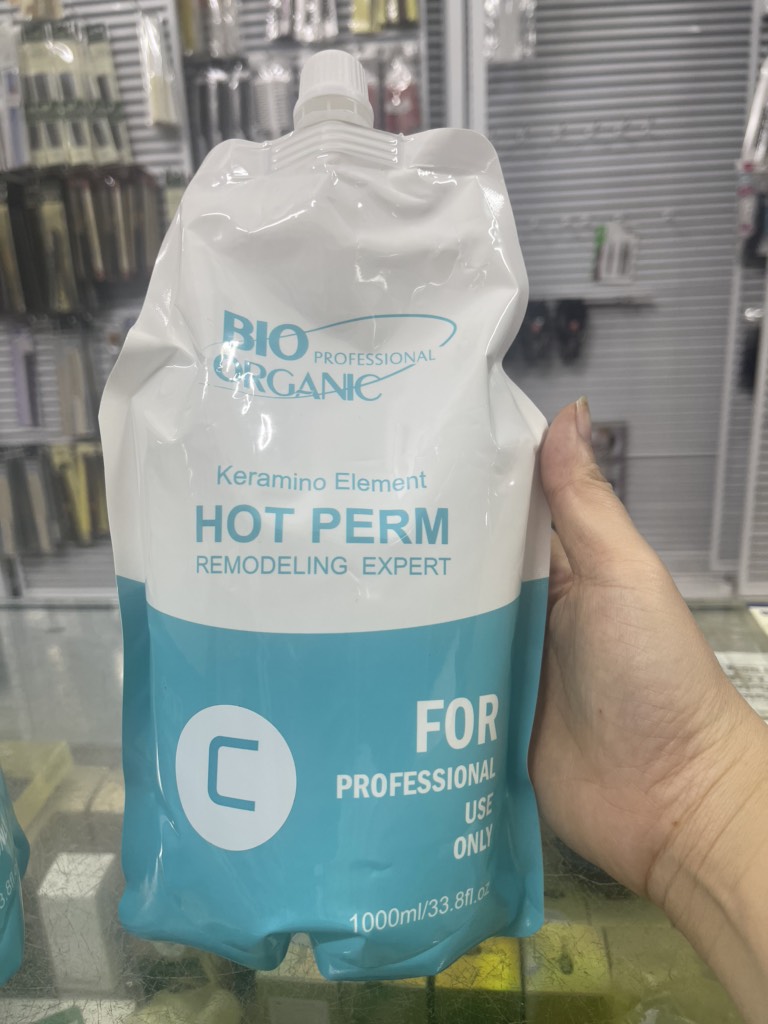 BIO
PROFESSIONAL
ORGANIC
Keramino Element
HOT PERM
REMODELING EXPERT
C
FOR
PROFESSIONAL
USE
ONLY
1000ml/33.8fl.oz